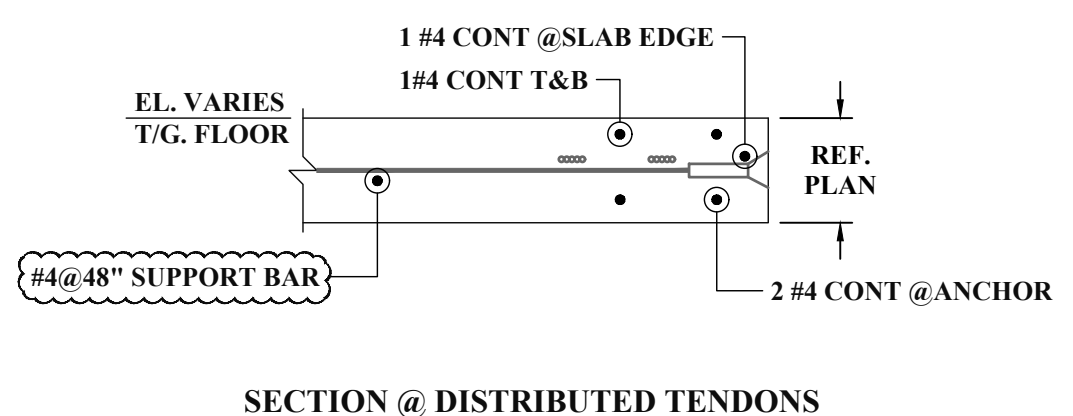 1 #4 CONT @SLAB EDGE
1#4 CONT T&B
EL. VARIES
T/G. FLOOR
REF.
PLAN
#4@48" SUPPORT BAR
2 #4 CONT @ANCHOR
SECTION @ DISTRIBUTED TENDONS